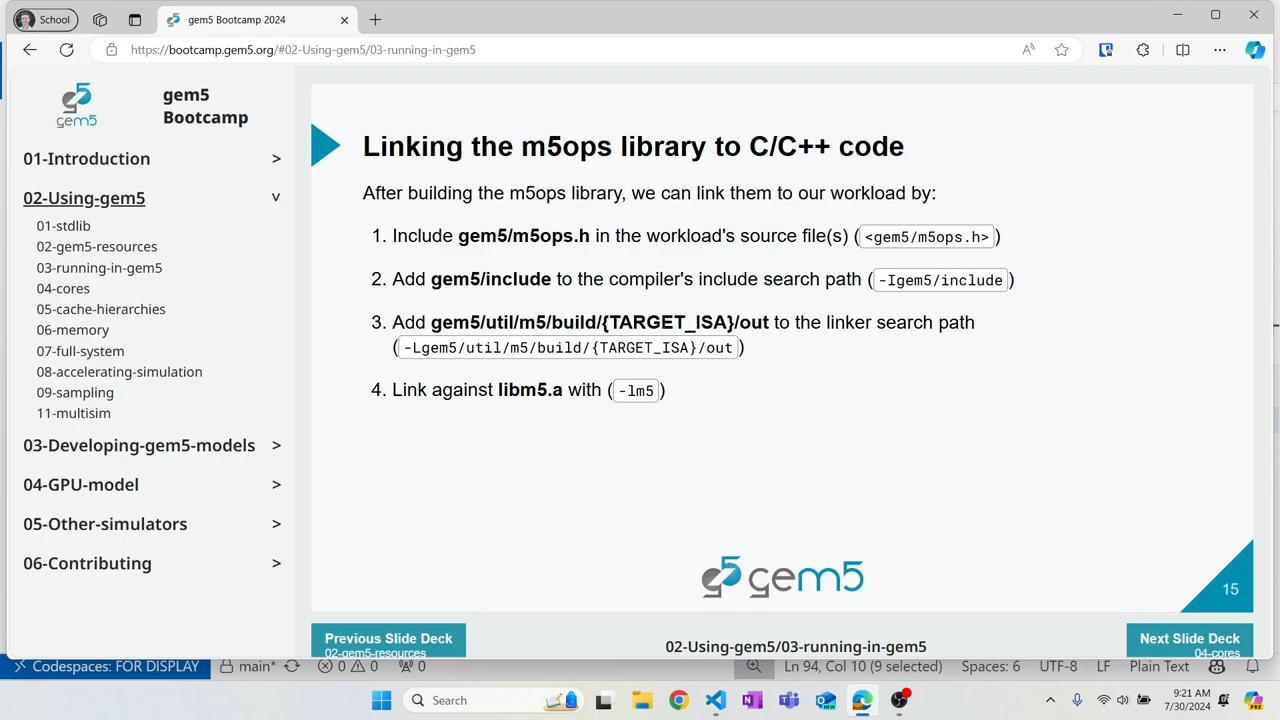 School
gem5 Bootcamp 2024
https://bootcamp.gem5.org/#02-Using-gem5/03-running-in-gem5
gem5
gem5
Bootcamp
01-Introduction >
02-Using-gem5 v
01-stdlib
02-gem5-resources
03-running-in-gem5
04-cores
05-cache-hierarchies
06-memory
07-full-system
08-accelerating-simulation
09-sampling
11-multisim
03-Developing-gem5-models >
04-GPU-model >
05-Other-simulators >
06-Contributing >
Linking the m5ops library to C/C++ code
After building the m5ops library, we can link them to our workload by:
1. Include gem5/m5ops.h in the workload's source file(s) (<gem5/m5ops.h>)
2. Add gem5/include to the compiler's include search path (-Igem5/include)
3. Add gem5/util/m5/build/{TARGET_ISA}/out to the linker search path
(-Lgem5/util/m5/build/{TARGET_ISA}/out)
4. Link against libm5.a with (-lm5)
gem5
15
Previous Slide Deck
02-gem5-resources
02-Using-gem5/03-running-in-gem5
Next Slide Deck
04-cores
Codespaces: FOR DISPLAY main* 0 0 0 Ln 94, Col 10 (9 selected) Spaces: 6 UTF-8 LF Plain Text
Search
9:21 AM
7/30/2024
PRE